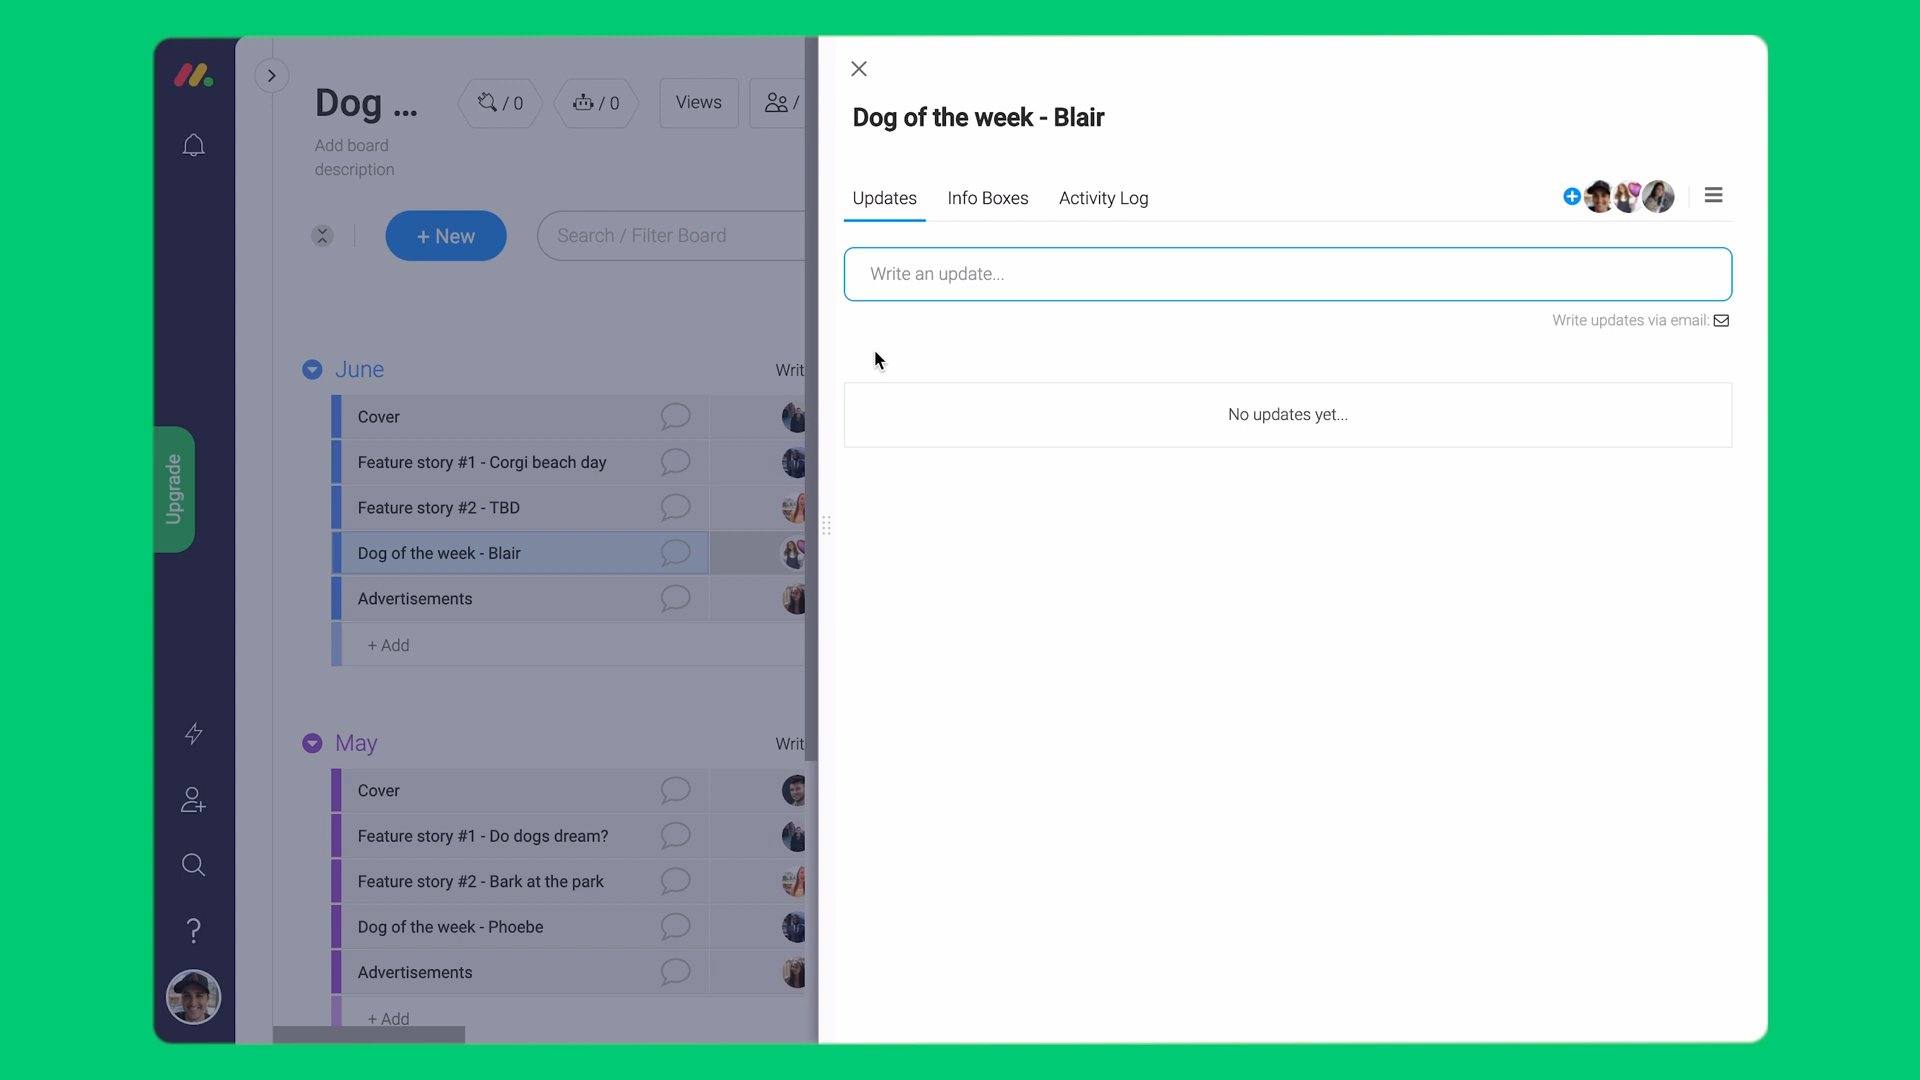 Dog ...
/ 0
/ 0
Views
/
Add board
description
+ New
Search / Filter Board
Upgrade
June
Writ
Cover
Feature story #1 - Corgi beach day
Feature story #2 - TBD
Dog of the week - Blair
Advertisements
+ Add
May
Writ
Cover
Feature story #1 - Do dogs dream?
Feature story #2 - Bark at the park
Dog of the week - Phoebe
Advertisements
+ Add
?
Dog of the week - Blair
Updates
Info Boxes
Activity Log
Write an update...
Write updates via email:
No updates yet...